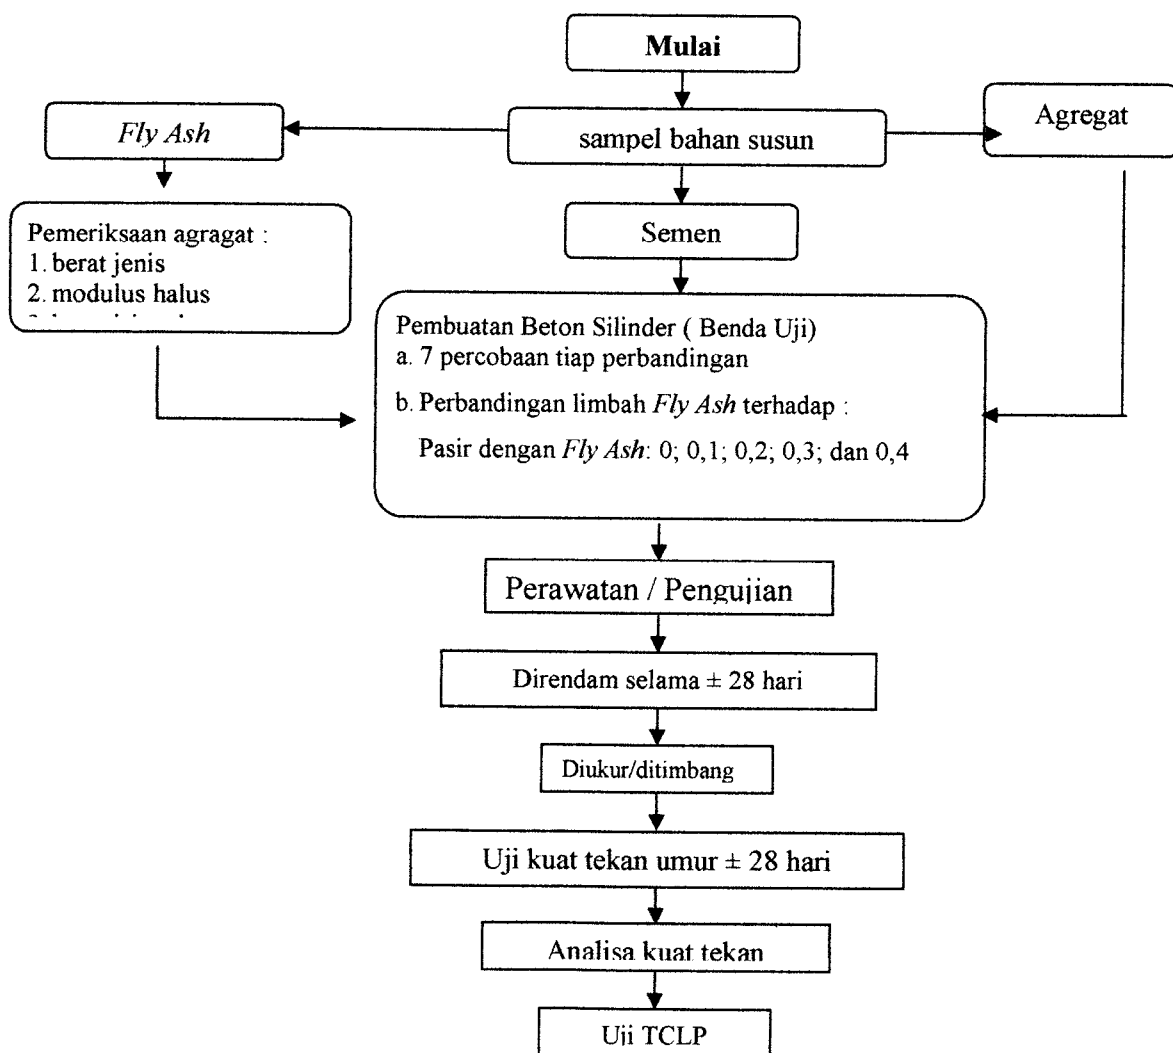 Mulai
Fly Ash
sampel bahan susun
Agregat
Pemeriksaan agragat :
1. berat jenis
2. modulus halus
Semen
Pembuatan Beton Silinder ( Benda Uji)
a. 7 percobaan tiap perbandingan
b. Perbandingan limbah Fly Ash terhadap :
Pasir dengan Fly Ash: 0; 0,1; 0,2; 0,3; dan 0,4
Perawatan / Pengujian
Direndam selama ± 28 hari
Diukur/ditimbang
Uji kuat tekan umur ± 28 hari
Analisa kuat tekan
Uji TCLP